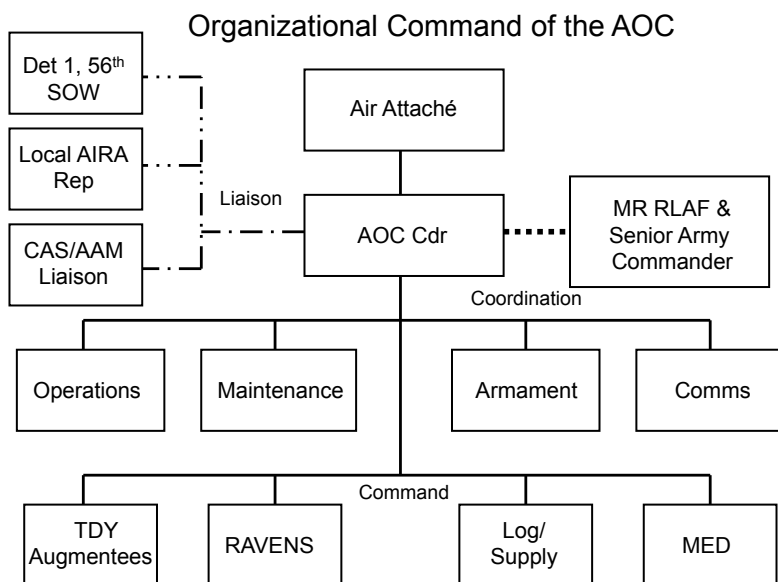 Organizational Command of the AOC
Det 1, 56th
SOW
Air Attaché
Local AIRA
Rep
Liaison
AOC Cdr
MR RLAF &
Senior Army
Commander
CAS/AAM
Liaison
Coordination
Operations
Maintenance
Armament
Comms
Command
TDY
Augmentees
RAVENS
Log/
Supply
MED